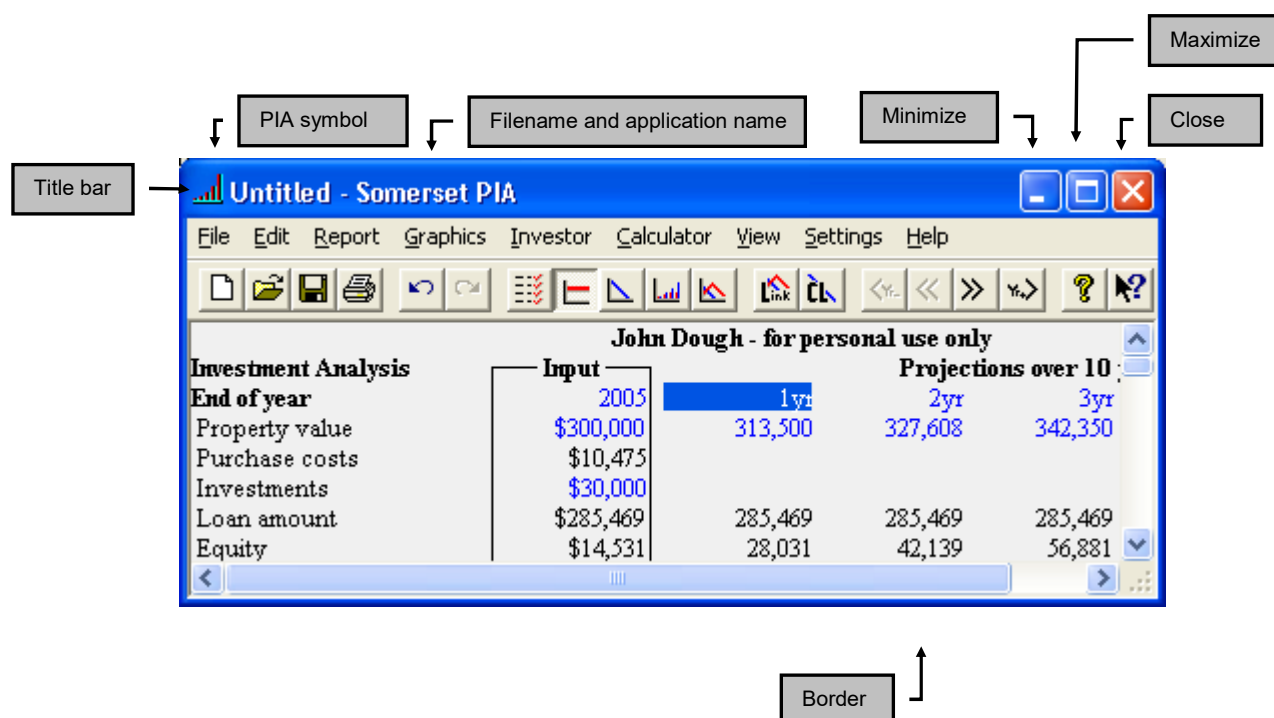 Maximize
PIA symbol
Filename and application name
Minimize
Close
Title bar
Untitled - Somerset PIA
File Edit Report Graphics Investor Calculator View Settings Help
Link CL Yr- Yr+
John Dough - for personal use only
Investment Analysis Input Projections over 10
End of year 2005 1yr 2yr 3yr
Property value $300,000 313,500 327,608 342,350
Purchase costs $10,475
Investments $30,000
Loan amount $285,469 285,469 285,469 285,469
Equity $14,531 28,031 42,139 56,881
Border